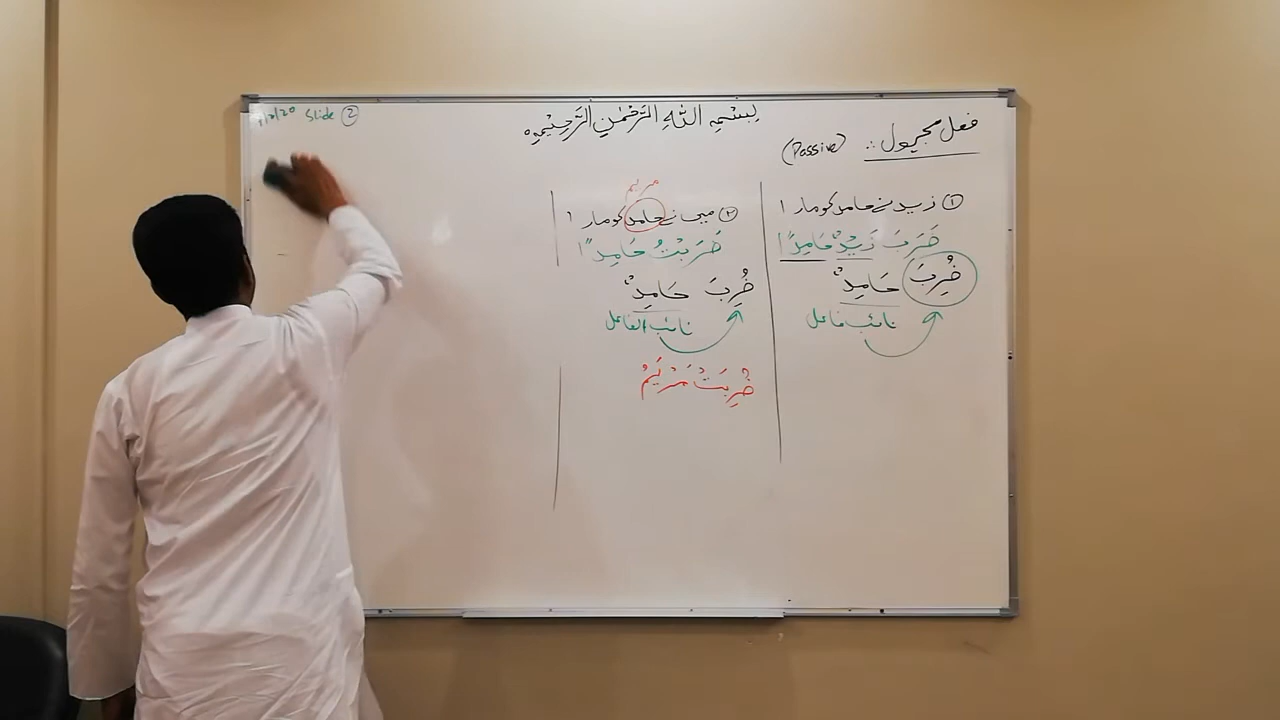 بِسْمِ اللهِ الرَّحْمٰنِ الرَّحِيْمِ
Slide ②
فعل مجہول :.
(Passive)
① زید نے حامد کو مارا
ضَرَبَ زَيْدٌ حَامِدًا
ضُرِبَ حَامِدٌ
نائب فاعل
مریم
② میں نے حامد کو مارا
ضَرَبْتُ حَامِدًا
ضُرِبَ حَامِدٌ
نائب الفاعل
ضُرِبَتْ مَرْيَمُ